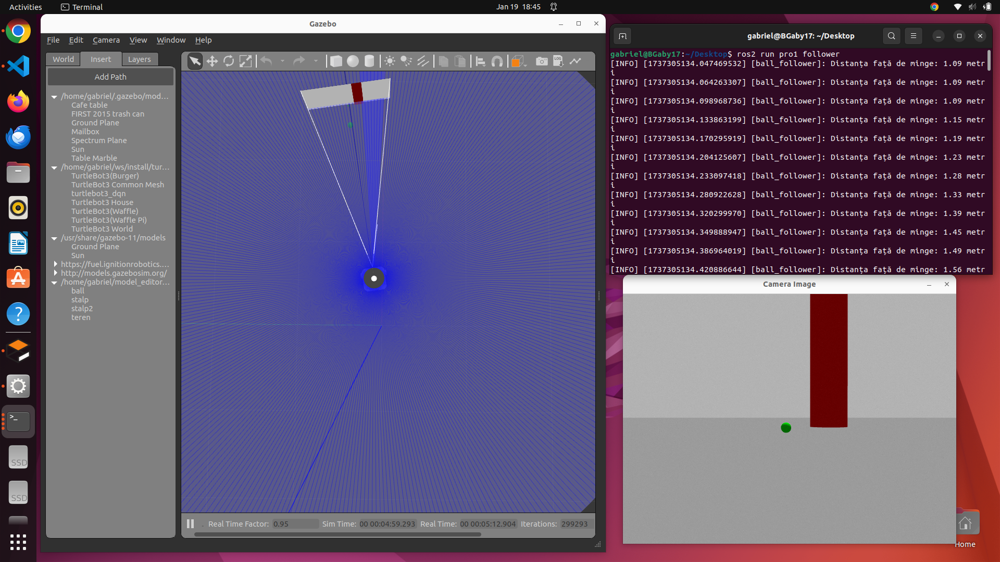 Activities
Terminal
Jan 19 18:45
Gazebo
File Edit Camera View Window Help
World Insert Layers
Add Path
/home/gabriel/.gazebo/mod...
Cafe table
FIRST 2015 trash can
Ground Plane
Mailbox
Spectrum Plane
Sun
Table Marble
/home/gabriel/ws/install/tur...
TurtleBot3(Burger)
TurtleBot3 Common Mesh
turtlebot3_dqn
Turtlebot3 House
TurtleBot3(Waffle)
TurtleBot3(Waffle Pi)
TurtleBot3 World
/usr/share/gazebo-11/models
Ground Plane
Sun
https://fuel.ignitionrobotics....
http://models.gazebosim.org/
/home/gabriel/model_editor...
ball
stalp
stalp2
teren
LOG
Real Time Factor: 0.95 Sim Time: 00 00:04:59.293 Real Time: 00 00:05:12.904 Iterations: 299293
gabriel@BGaby17: ~/Desktop
gabriel@BGaby17:~/Desktop$ ros2 run pro1 follower
[INFO] [1737305134.047469532] [ball_follower]: Distanța față de minge: 1.09 metr
i
[INFO] [1737305134.064263307] [ball_follower]: Distanța față de minge: 1.09 metr
i
[INFO] [1737305134.098968736] [ball_follower]: Distanța față de minge: 1.09 metr
i
[INFO] [1737305134.133863199] [ball_follower]: Distanța față de minge: 1.15 metr
i
[INFO] [1737305134.170295919] [ball_follower]: Distanța față de minge: 1.19 metr
i
[INFO] [1737305134.204125607] [ball_follower]: Distanța față de minge: 1.23 metr
i
[INFO] [1737305134.233097418] [ball_follower]: Distanța față de minge: 1.28 metr
i
[INFO] [1737305134.280922628] [ball_follower]: Distanța față de minge: 1.33 metr
i
[INFO] [1737305134.320299970] [ball_follower]: Distanța față de minge: 1.39 metr
i
[INFO] [1737305134.349888947] [ball_follower]: Distanța față de minge: 1.45 metr
i
[INFO] [1737305134.386964019] [ball_follower]: Distanța față de minge: 1.49 metr
i
[INFO] [1737305134.420886644] [ball_follower]: Distanța față de minge: 1.56 metr
Camera Image
SSD
SSD
Home